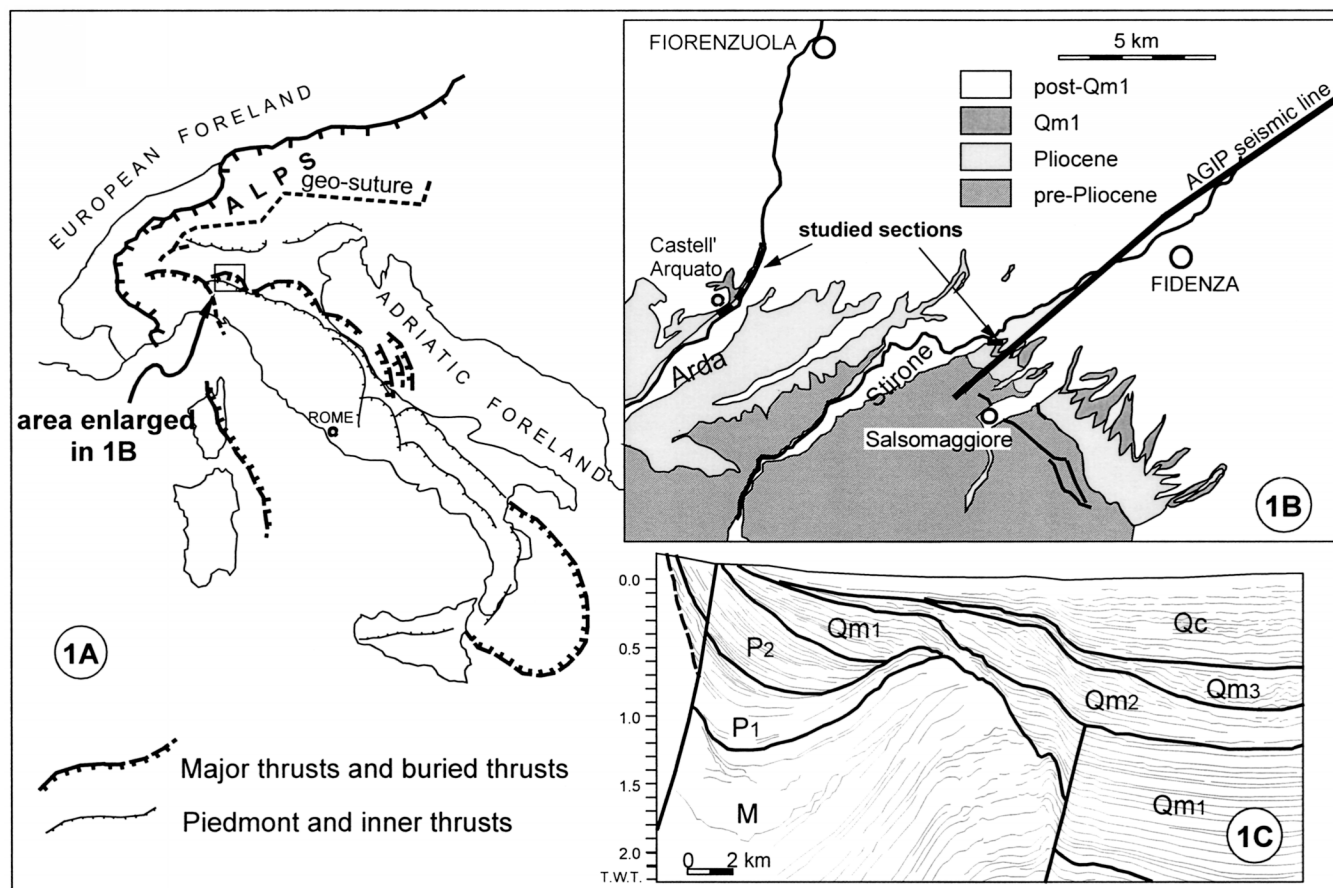 EUROPEAN FORELAND
ALPS
geo-suture
ADRIATIC FORELAND
area enlarged
in 1B
ROME
1A
Major thrusts and buried thrusts
Piedmont and inner thrusts
FIORENZUOLA
5 km
post-Qm1
Qm1
Pliocene
pre-Pliocene
AGIP seismic line
studied sections
Castell'
Arquato
FIDENZA
Arda
Stirone
Salsomaggiore
1B
0.0
0.5
1.0
1.5
2.0
T.W.T.
P2
Qm1
Qc
Qm3
Qm2
P1
M
Qm1
0 2 km
1C